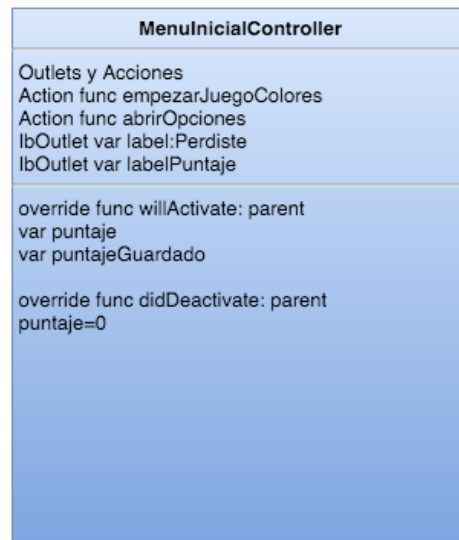 MenuInicialController
Outlets y Acciones
Action func empezarJuegoColores
Action func abrirOpciones
IbOutlet var label:Perdiste
IbOutlet var labelPuntaje
override func willActivate: parent
var puntaje
var puntajeGuardado
override func didDeactivate: parent
puntaje=0